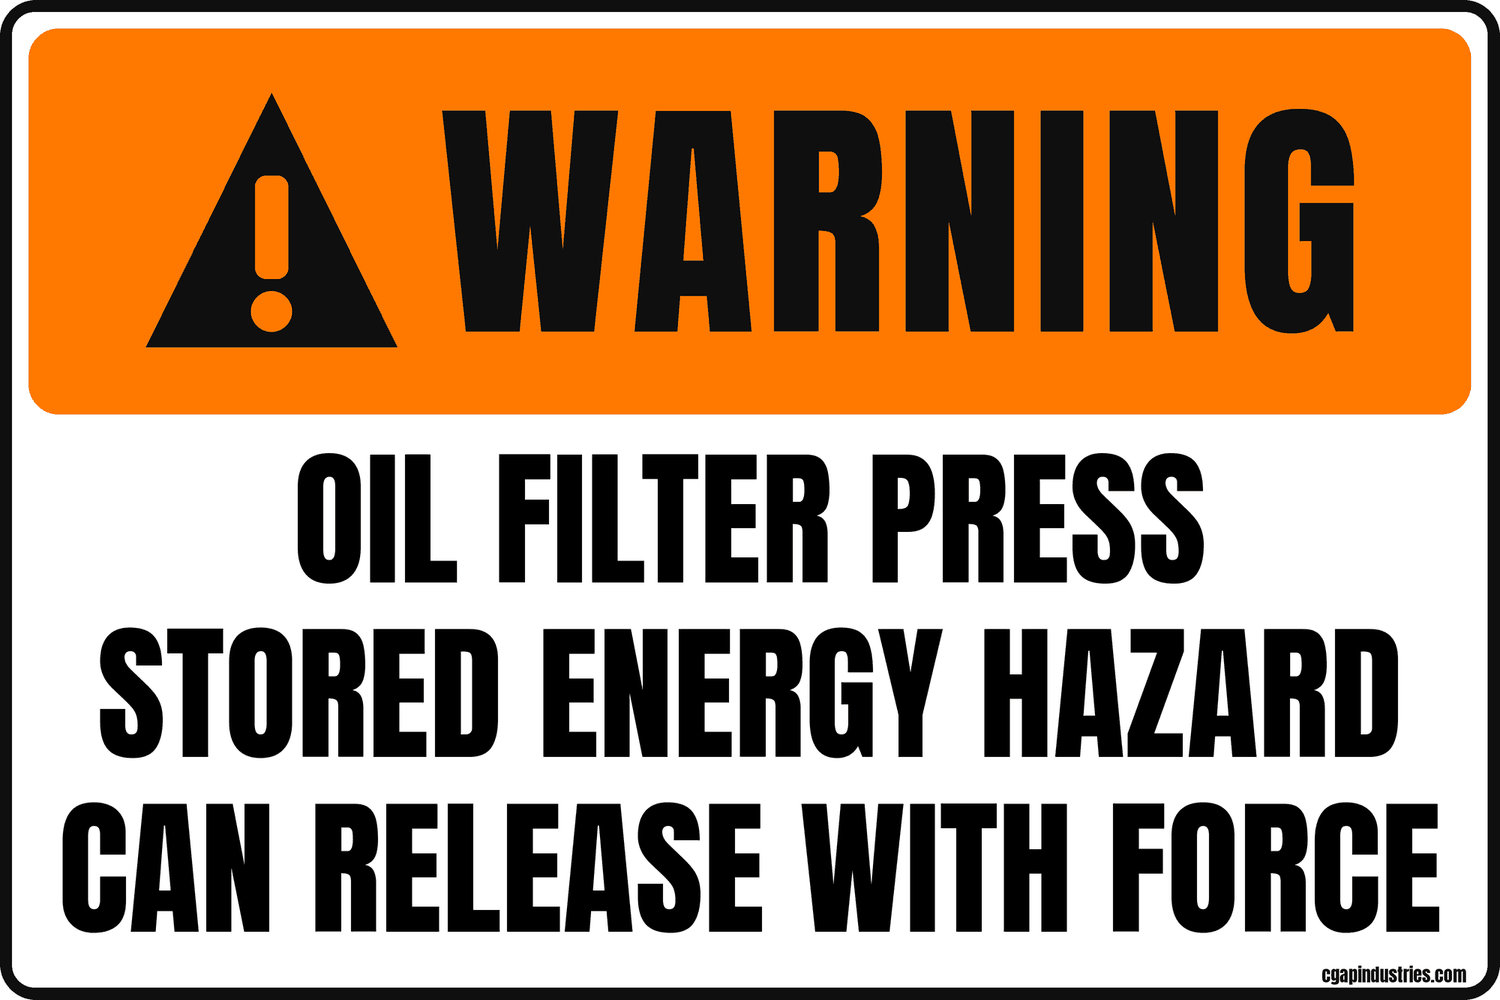 WARNING
OIL FILTER PRESS
STORED ENERGY HAZARD
CAN RELEASE WITH FORCE
cgapindustries.com